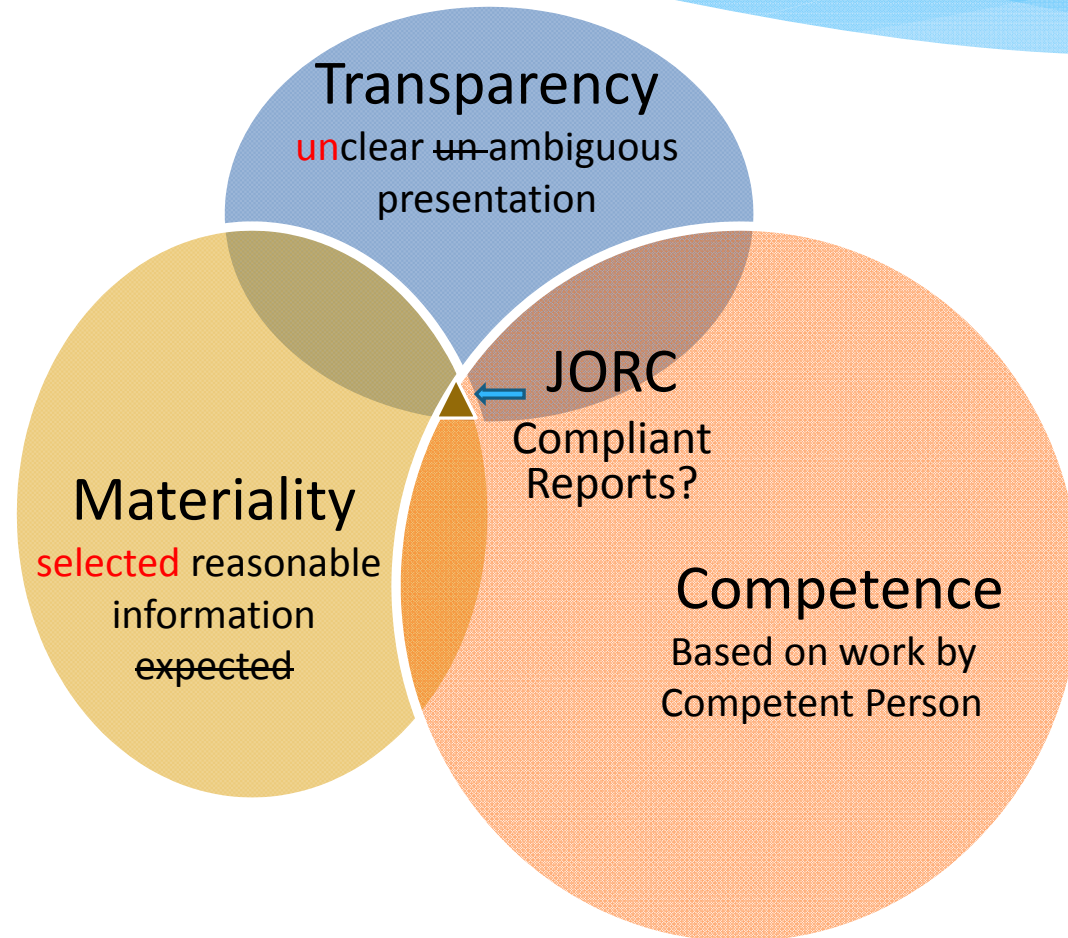 Transparency
unclear un-ambiguous
presentation
JORC
Compliant
Reports?
Materiality
selected reasonable
information
expected
Competence
Based on work by
Competent Person